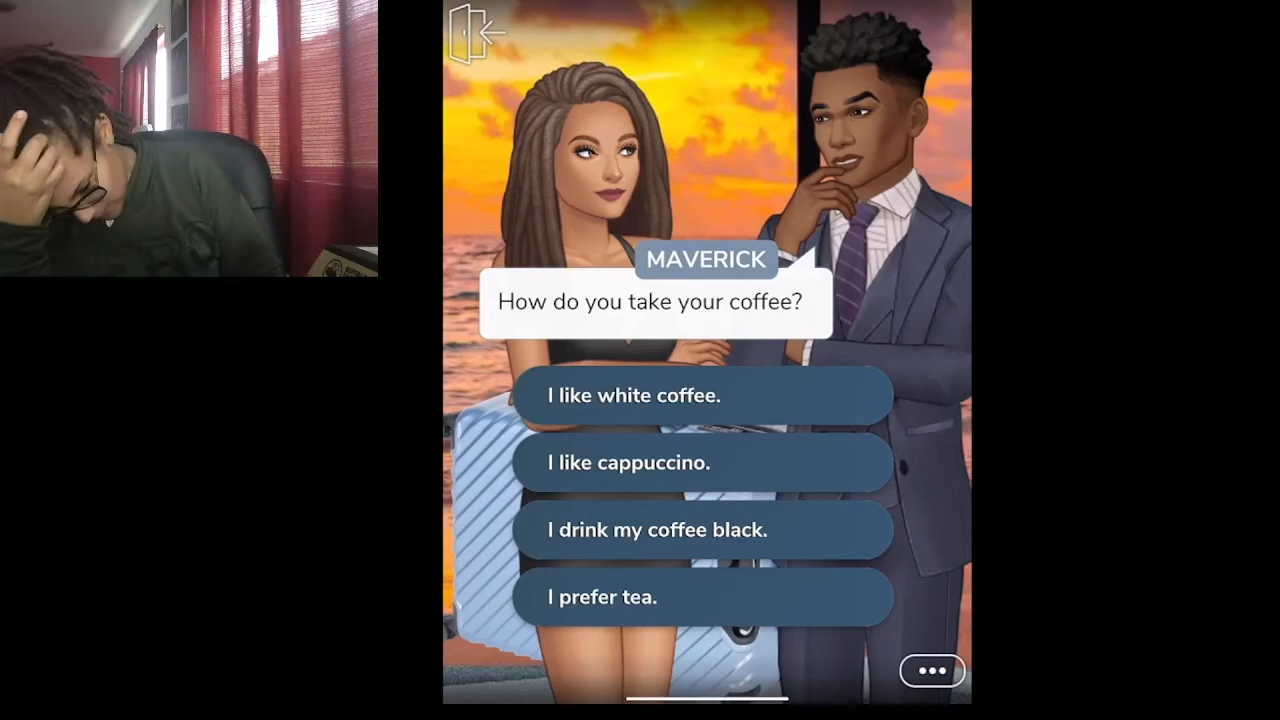 MAVERICK
How do you take your coffee?
I like white coffee.
I like cappuccino.
I drink my coffee black.
I prefer tea.